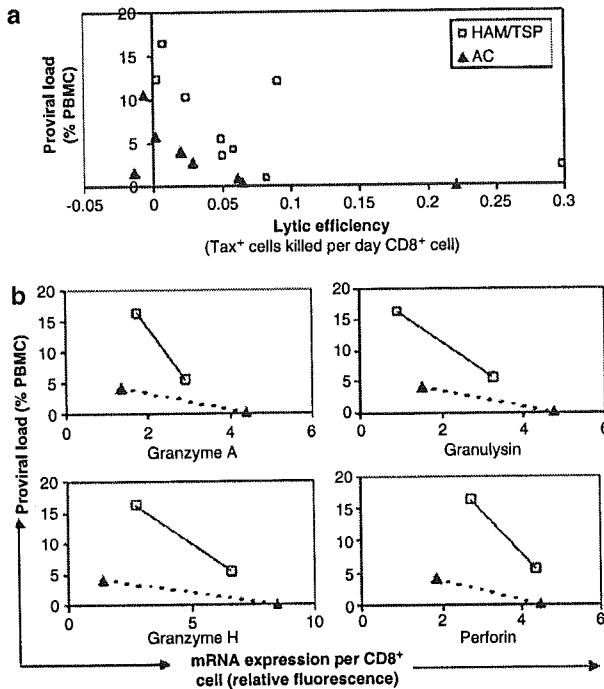 a
Proviral load
(% PBMC)
20
15
10
5
0
-0.05 0 0.05 0.1 0.15 0.2 0.25 0.3
HAM/TSP
AC
Lytic efficiency
(Tax⁺ cells killed per day CD8⁺ cell)
b
Proviral load (% PBMC)
20
15
10
5
0
0 2 4 6
Granzyme A
20
15
10
5
0
0 2 4 6
Granulysin
20
15
10
5
0
0 5 10
Granzyme H
20
15
10
5
0
0 2 4 6
Perforin
mRNA expression per CD8⁺
cell (relative fluorescence)